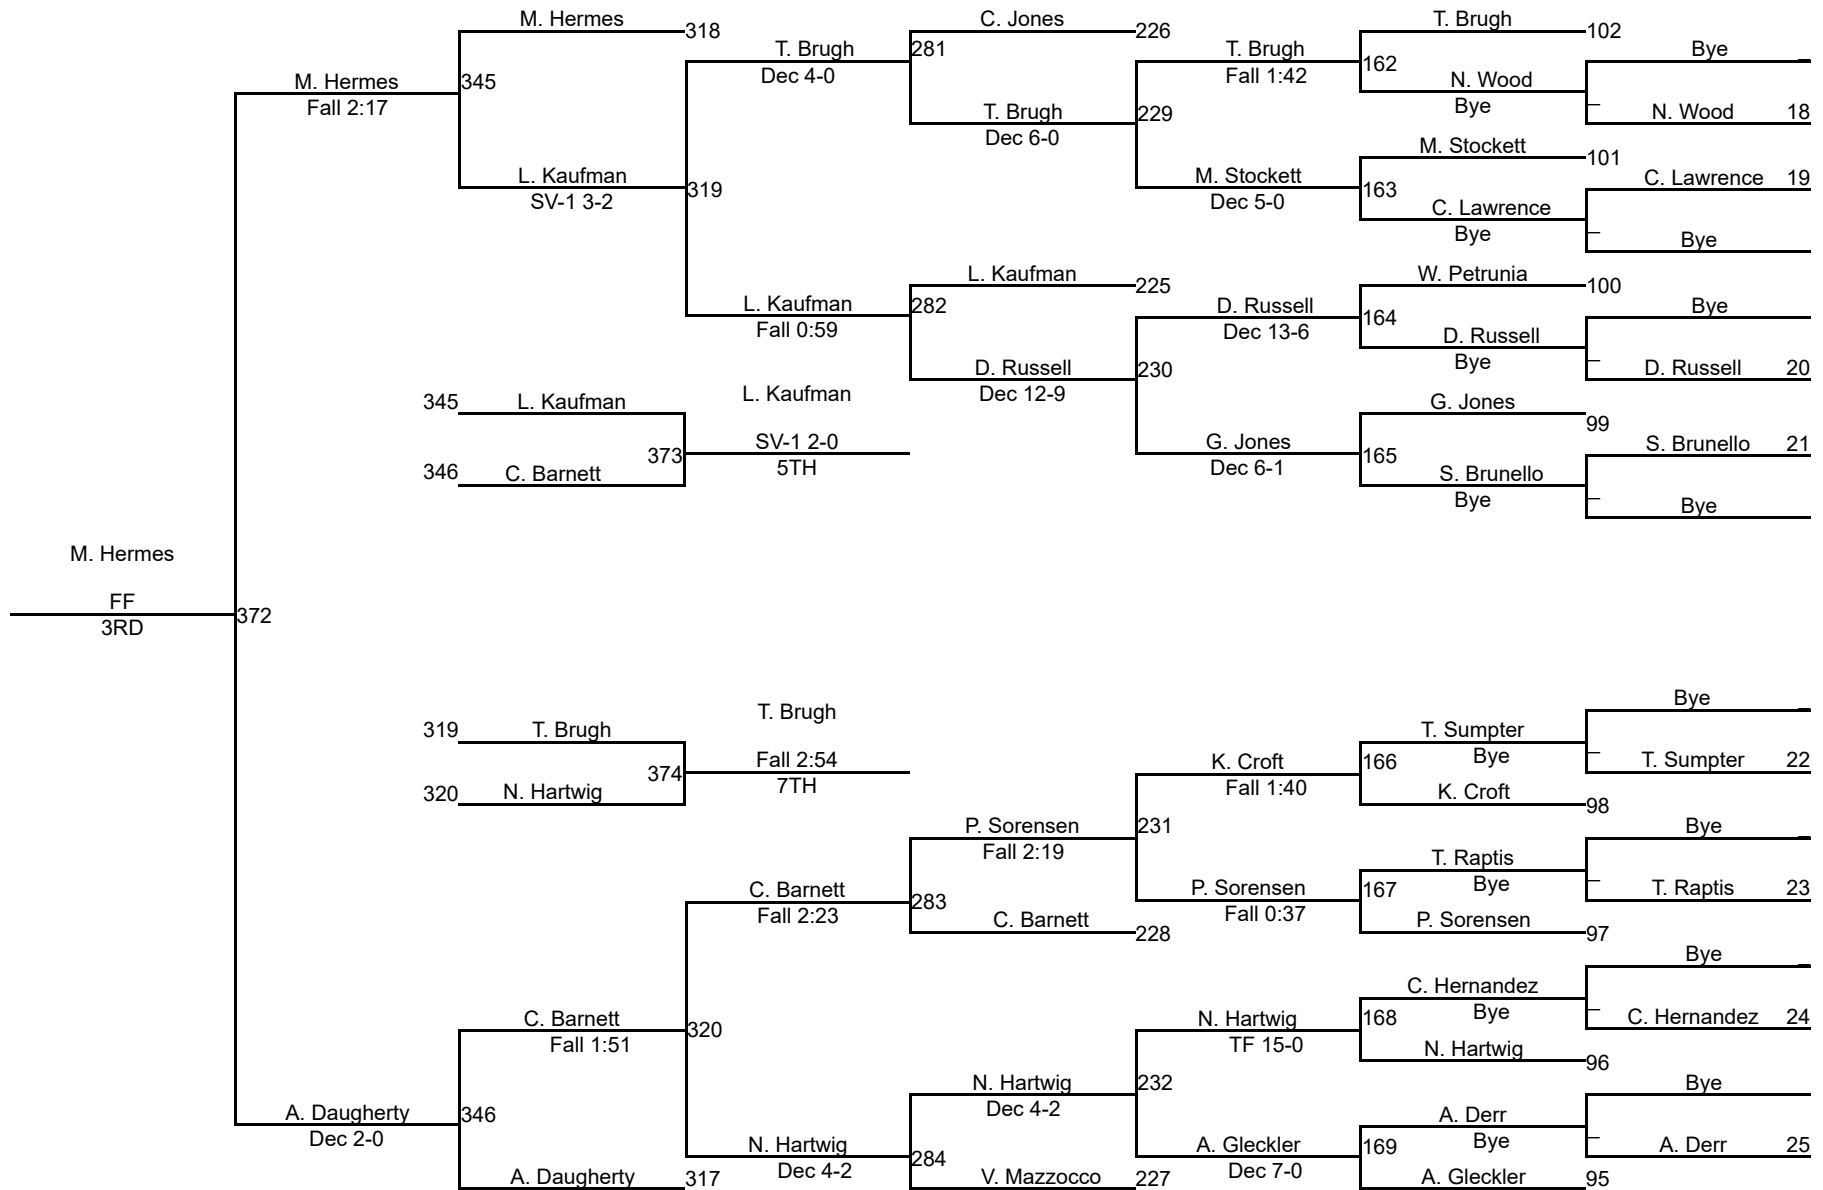 M. Hermes 318
C. Jones 226
T. Brugh 102
T. Brugh 281
Dec 4-0
T. Brugh 162
Fall 1:42
Bye _
M. Hermes 345
Fall 2:17
N. Wood
Bye
_
T. Brugh 229
Dec 6-0
N. Wood 18
M. Stockett 101
L. Kaufman 319
SV-1 3-2
M. Stockett 163
Dec 5-0
C. Lawrence 19
C. Lawrence
Bye
_
Bye
L. Kaufman 225
W. Petrunia 100
L. Kaufman 282
Fall 0:59
D. Russell 164
Dec 13-6
Bye
D. Russell
Bye
_
D. Russell 230
Dec 12-9
D. Russell 20
345 L. Kaufman
L. Kaufman
G. Jones 99
373 SV-1 2-0
5TH
G. Jones 165
Dec 6-1
S. Brunello 21
346 C. Barnett
S. Brunello
Bye
_
Bye
M. Hermes
FF
3RD
372
Bye _
319 T. Brugh
T. Brugh
T. Sumpter
Bye
_
374 Fall 2:54
7TH
K. Croft 166
Fall 1:40
T. Sumpter 22
320 N. Hartwig
K. Croft 98
P. Sorensen 231
Fall 2:19
Bye _
T. Raptis
Bye
_
C. Barnett 283
Fall 2:23
P. Sorensen 167
Fall 0:37
T. Raptis 23
C. Barnett 228
P. Sorensen 97
Bye _
C. Hernandez
Bye
_
C. Barnett 320
Fall 1:51
N. Hartwig 168
TF 15-0
C. Hernandez 24
N. Hartwig 96
N. Hartwig 232
Dec 4-2
Bye
A. Daugherty 346
Dec 2-0
A. Derr
Bye
_
N. Hartwig 284
Dec 4-2
A. Gleckler 169
Dec 7-0
A. Derr 25
A. Daugherty 317
V. Mazzocco 227
A. Gleckler 95